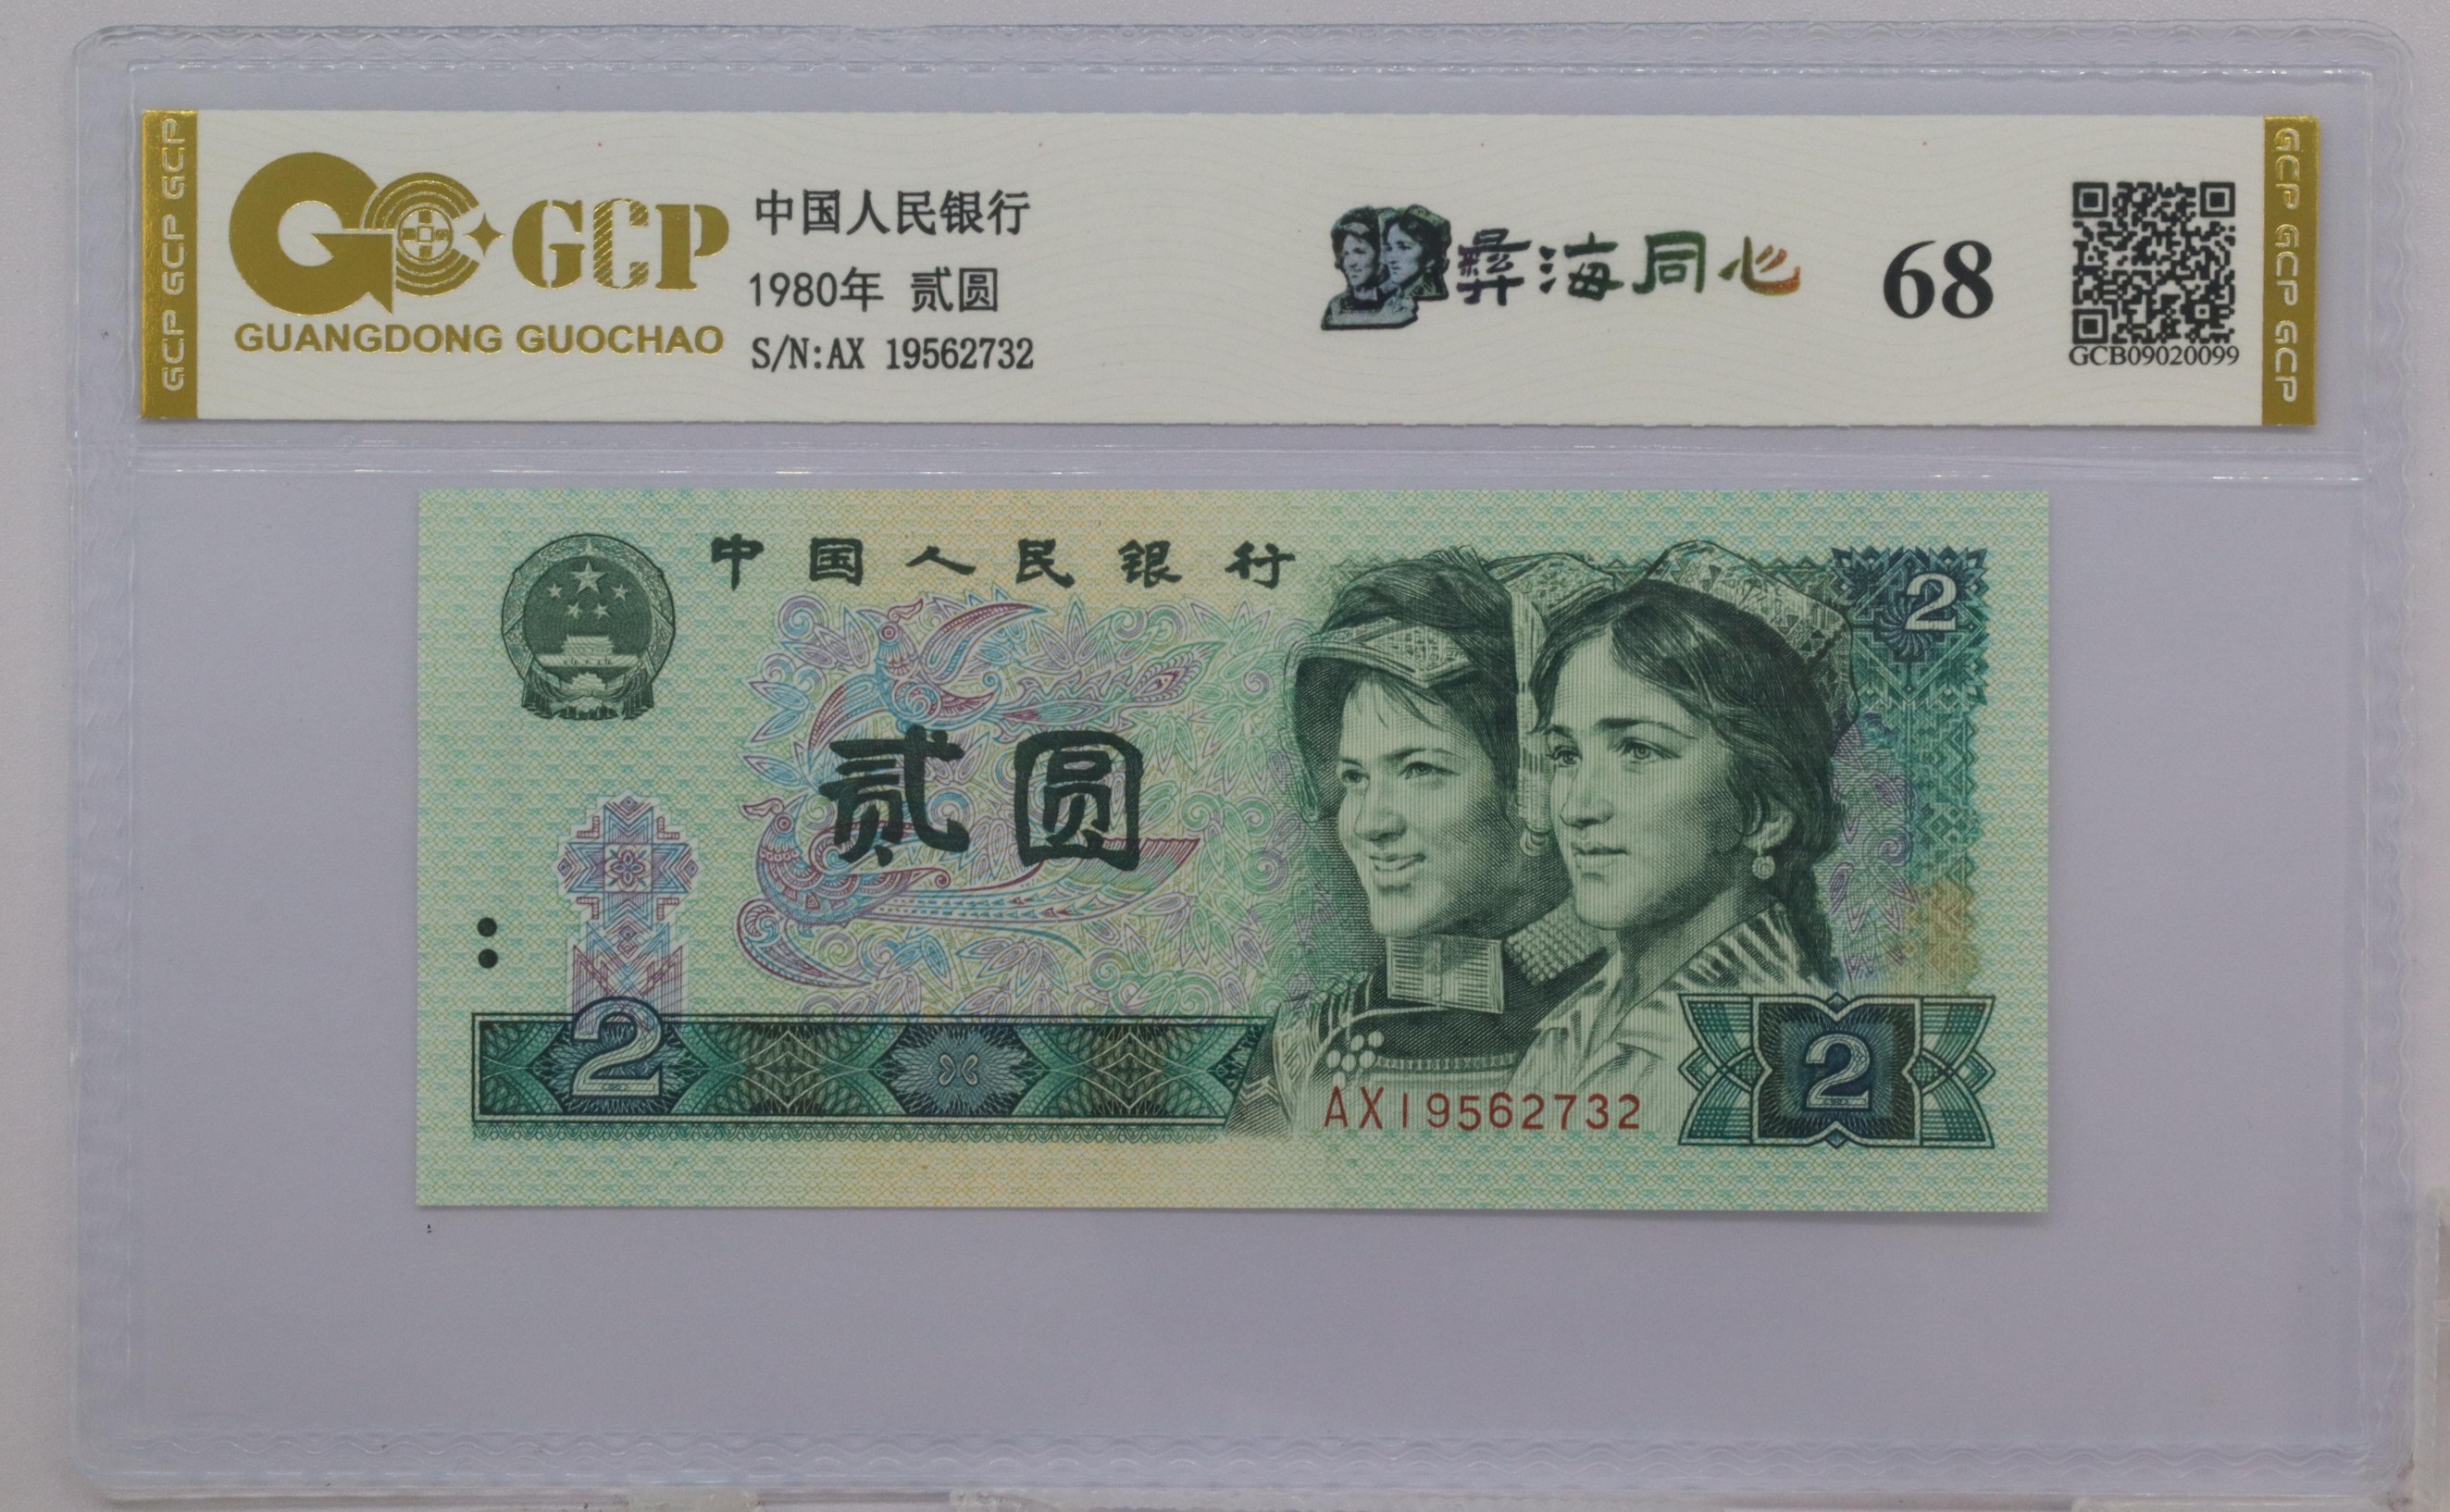 GCP GCP GCP
GCP
GUANGDONG GUOCHAO
中国人民银行
1980年 贰圆
S/N:AX 19562732
彝海同心
68
GCB09020099
GCP GCP GCP
中国人民银行
2
贰圆
2
AX19562732
2